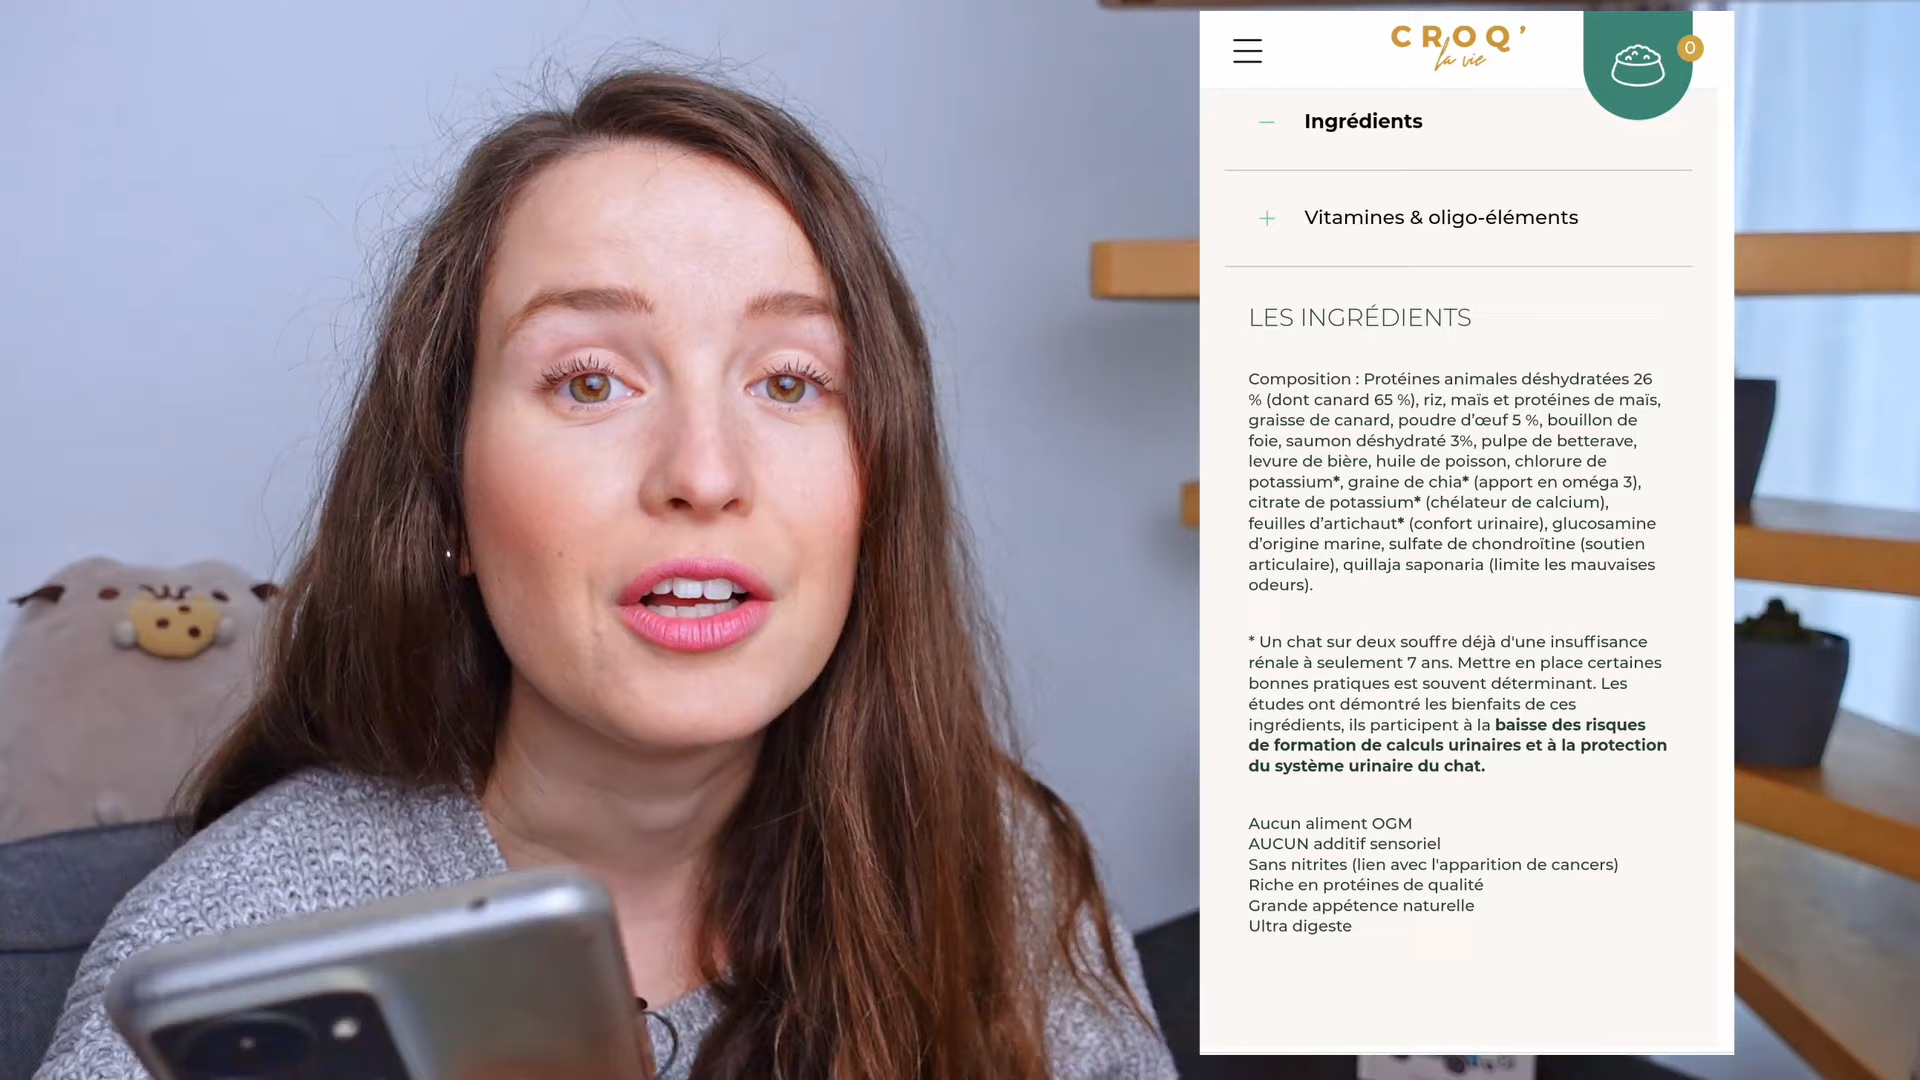 CROQ'
la vie
0
Ingrédients
Vitamines & oligo-éléments
LES INGRÉDIENTS
Composition : Protéines animales déshydratées 26
% (dont canard 65 %), riz, maïs et protéines de maïs,
graisse de canard, poudre d’œuf 5 %, bouillon de
foie, saumon déshydraté 3%, pulpe de betterave,
levure de bière, huile de poisson, chlorure de
potassium*, graine de chia* (apport en oméga 3),
citrate de potassium* (chélateur de calcium),
feuilles d’artichaut* (confort urinaire), glucosamine
d’origine marine, sulfate de chondroïtine (soutien
articulaire), quillaja saponaria (limite les mauvaises
odeurs).
* Un chat sur deux souffre déjà d'une insuffisance
rénale à seulement 7 ans. Mettre en place certaines
bonnes pratiques est souvent déterminant. Les
études ont démontré les bienfaits de ces
ingrédients, ils participent à la baisse des risques
de formation de calculs urinaires et à la protection
du système urinaire du chat.
Aucun aliment OGM
AUCUN additif sensoriel
Sans nitrites (lien avec l'apparition de cancers)
Riche en protéines de qualité
Grande appétence naturelle
Ultra digeste